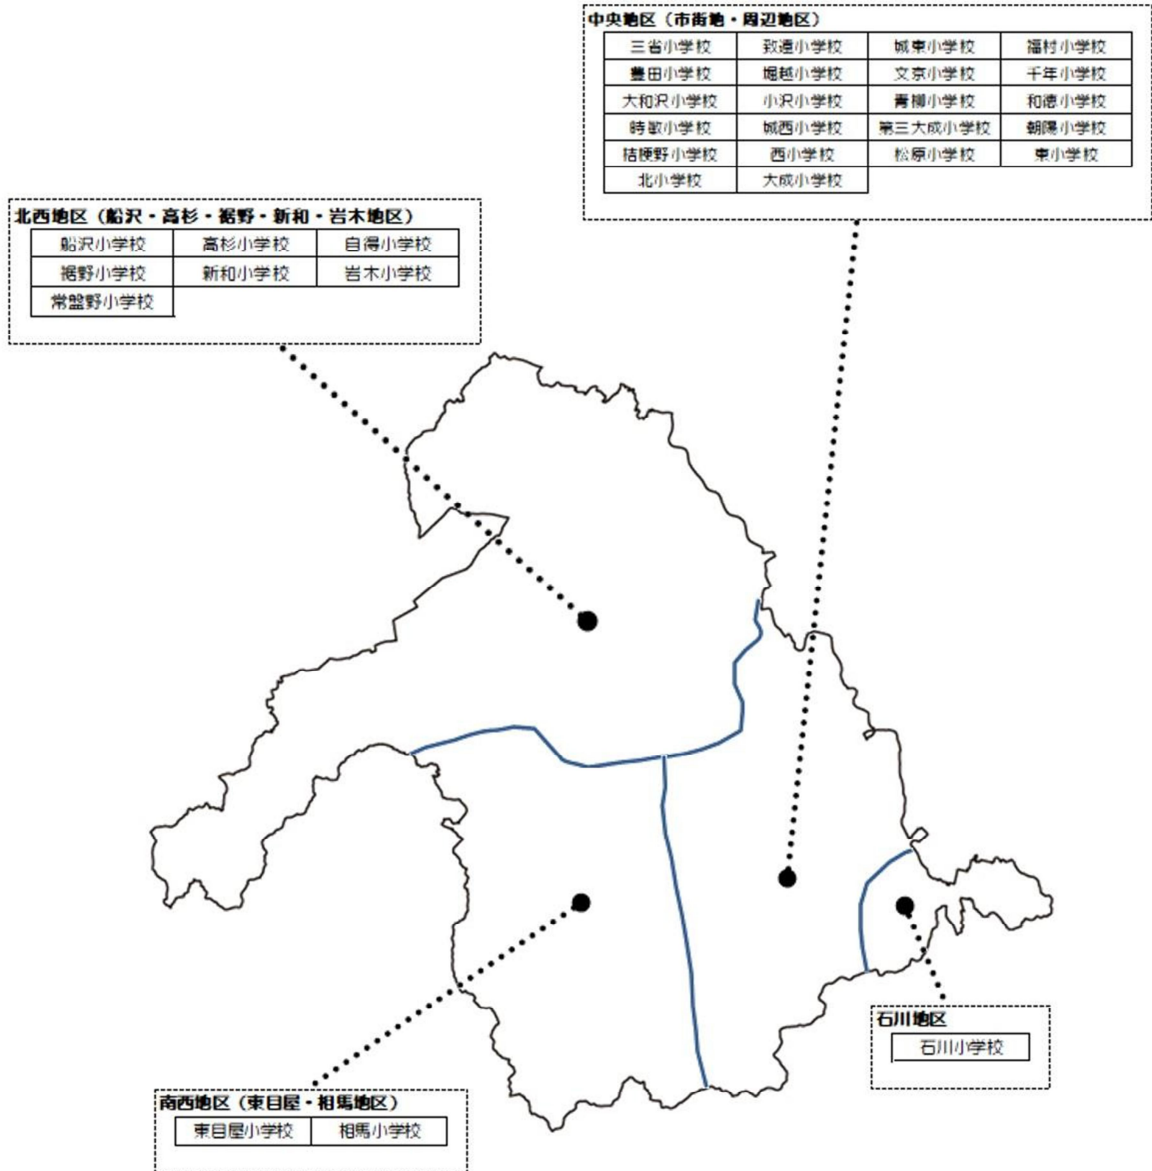 中央地区（市街地・周辺地区）
三省小学校 致遠小学校 城東小学校 福村小学校
豊田小学校 堀越小学校 文京小学校 千年小学校
大和沢小学校 小沢小学校 青柳小学校 和徳小学校
時敏小学校 城西小学校 第三大成小学校 朝陽小学校
桔梗野小学校 西小学校 松原小学校 東小学校
北小学校 大成小学校
北西地区（船沢・高杉・裾野・新和・岩木地区）
船沢小学校 高杉小学校 自得小学校
裾野小学校 新和小学校 岩木小学校
常盤野小学校
石川地区
石川小学校
南西地区（東目屋・相馬地区）
東目屋小学校 相馬小学校